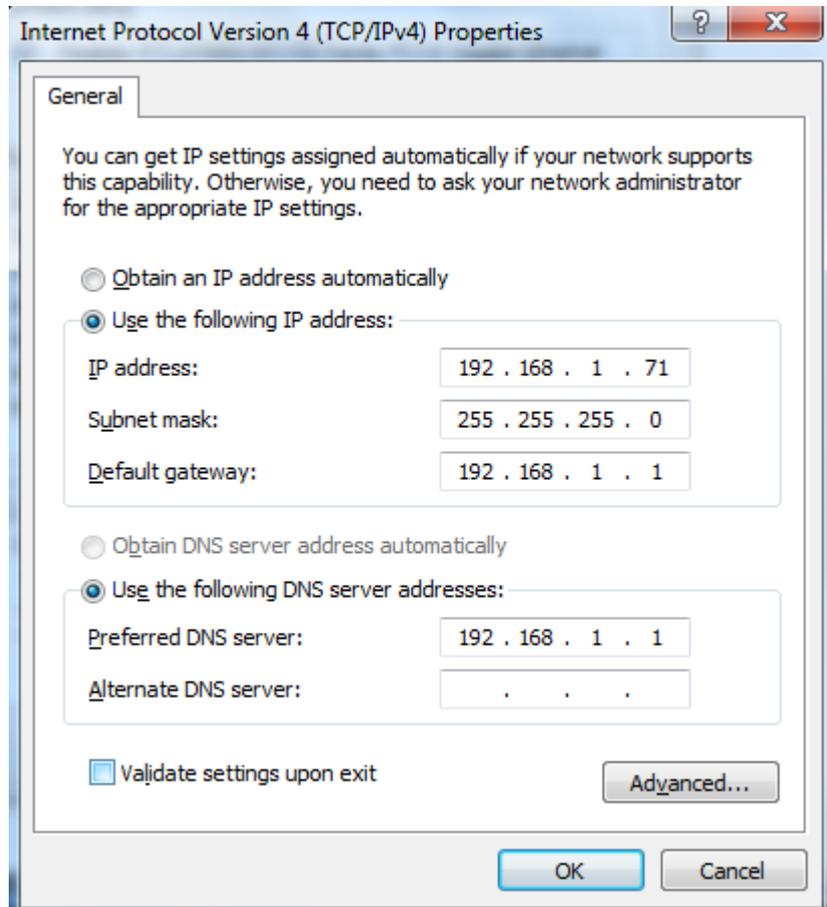 Internet Protocol Version 4 (TCP/IPv4) Properties
?
X
General
You can get IP settings assigned automatically if your network supports
this capability. Otherwise, you need to ask your network administrator
for the appropriate IP settings.
Obtain an IP address automatically
Use the following IP address:
IP address: 192 . 168 . 1 . 71
Subnet mask: 255 . 255 . 255 . 0
Default gateway: 192 . 168 . 1 . 1
Obtain DNS server address automatically
Use the following DNS server addresses:
Preferred DNS server: 192 . 168 . 1 . 1
Alternate DNS server: . . .
Validate settings upon exit
Advanced...
OK Cancel